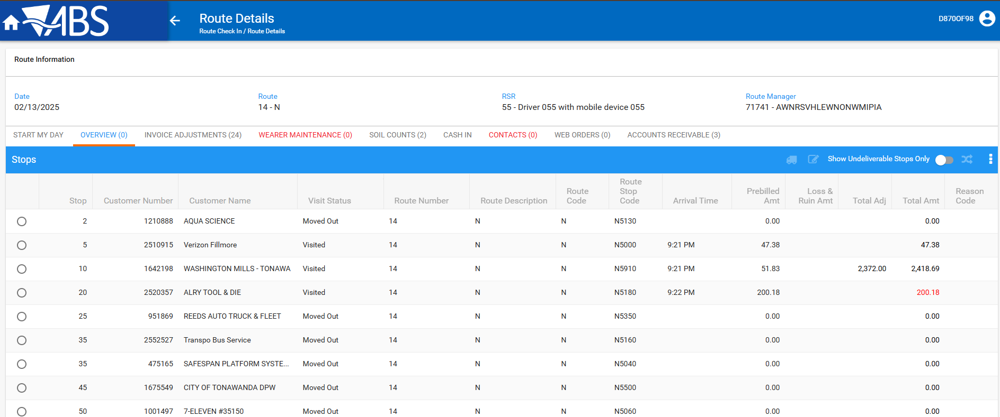 ABS
Route Details
Route Check In / Route Details
D870OF98
Route Information
Date
Route
RSR
Route Manager
02/13/2025
14 - N
55 - Driver 055 with mobile device 055
71741 - AWNRSVHLEWNONWMIPIA
START MY DAY OVERVIEW (0) INVOICE ADJUSTMENTS (24) WEARER MAINTENANCE (0) SOIL COUNTS (2) CASH IN CONTACTS (0) WEB ORDERS (0) ACCOUNTS RECEIVABLE (3)
Stops
Show Undeliverable Stops Only
Stop Customer Number Customer Name Visit Status Route Number Route Description Route Code Route Stop Code Arrival Time Prebilled Amt Loss & Ruin Amt Total Adj Total Amt Reason Code
2 1210888 AQUA SCIENCE Moved Out 14 N N N5130 0.00 0.00
5 2510915 Verizon Fillmore Visited 14 N N N5000 9:21 PM 47.38 47.38
10 1642198 WASHINGTON MILLS - TONAWA Visited 14 N N N5910 9:21 PM 51.83 2,372.00 2,418.69
20 2520357 ALRY TOOL & DIE Visited 14 N N N5180 9:22 PM 200.18 200.18
25 951869 REEDS AUTO TRUCK & FLEET Moved Out 14 N N N5350 0.00 0.00
35 2552527 Transpo Bus Service Moved Out 14 N N N5160 0.00 0.00
35 475165 SAFESPAN PLATFORM SYSTE... Moved Out 14 N N N5040 0.00 0.00
45 1675549 CITY OF TONAWANDA DPW Moved Out 14 N N N5500 0.00 0.00
50 1001497 7-ELEVEN #35150 Moved Out 14 N N N5060 0.00 0.00